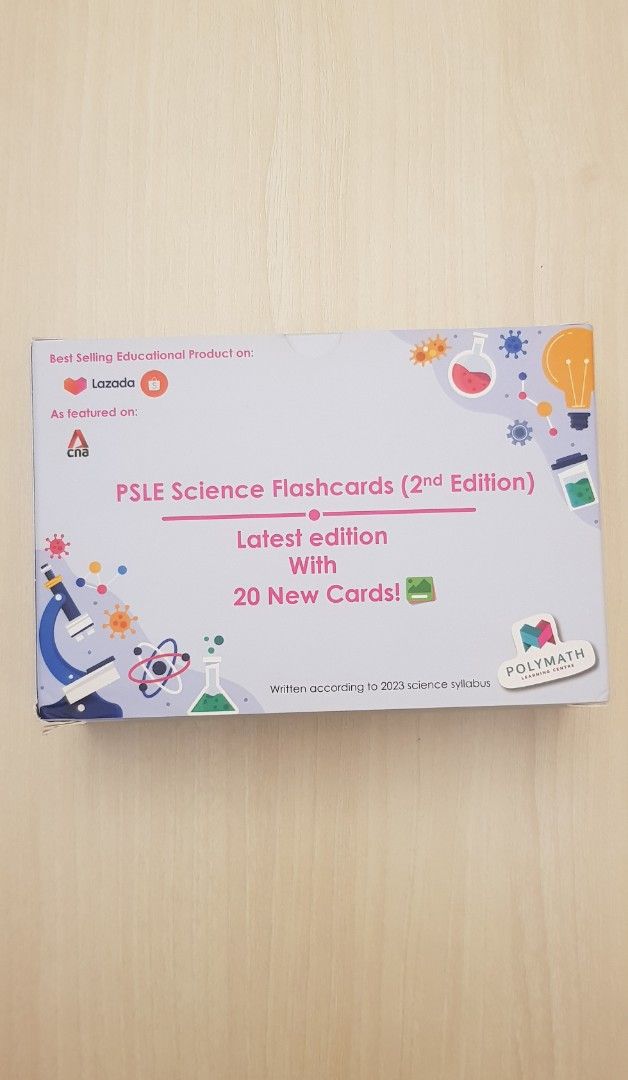 Best Selling Educational Product on:
Lazada
As featured on:
cna
PSLE Science Flashcards (2nd Edition)
Latest edition
With
20 New Cards!
Written according to 2023 science syllabus
POLYMATH
LEARNING CENTRE